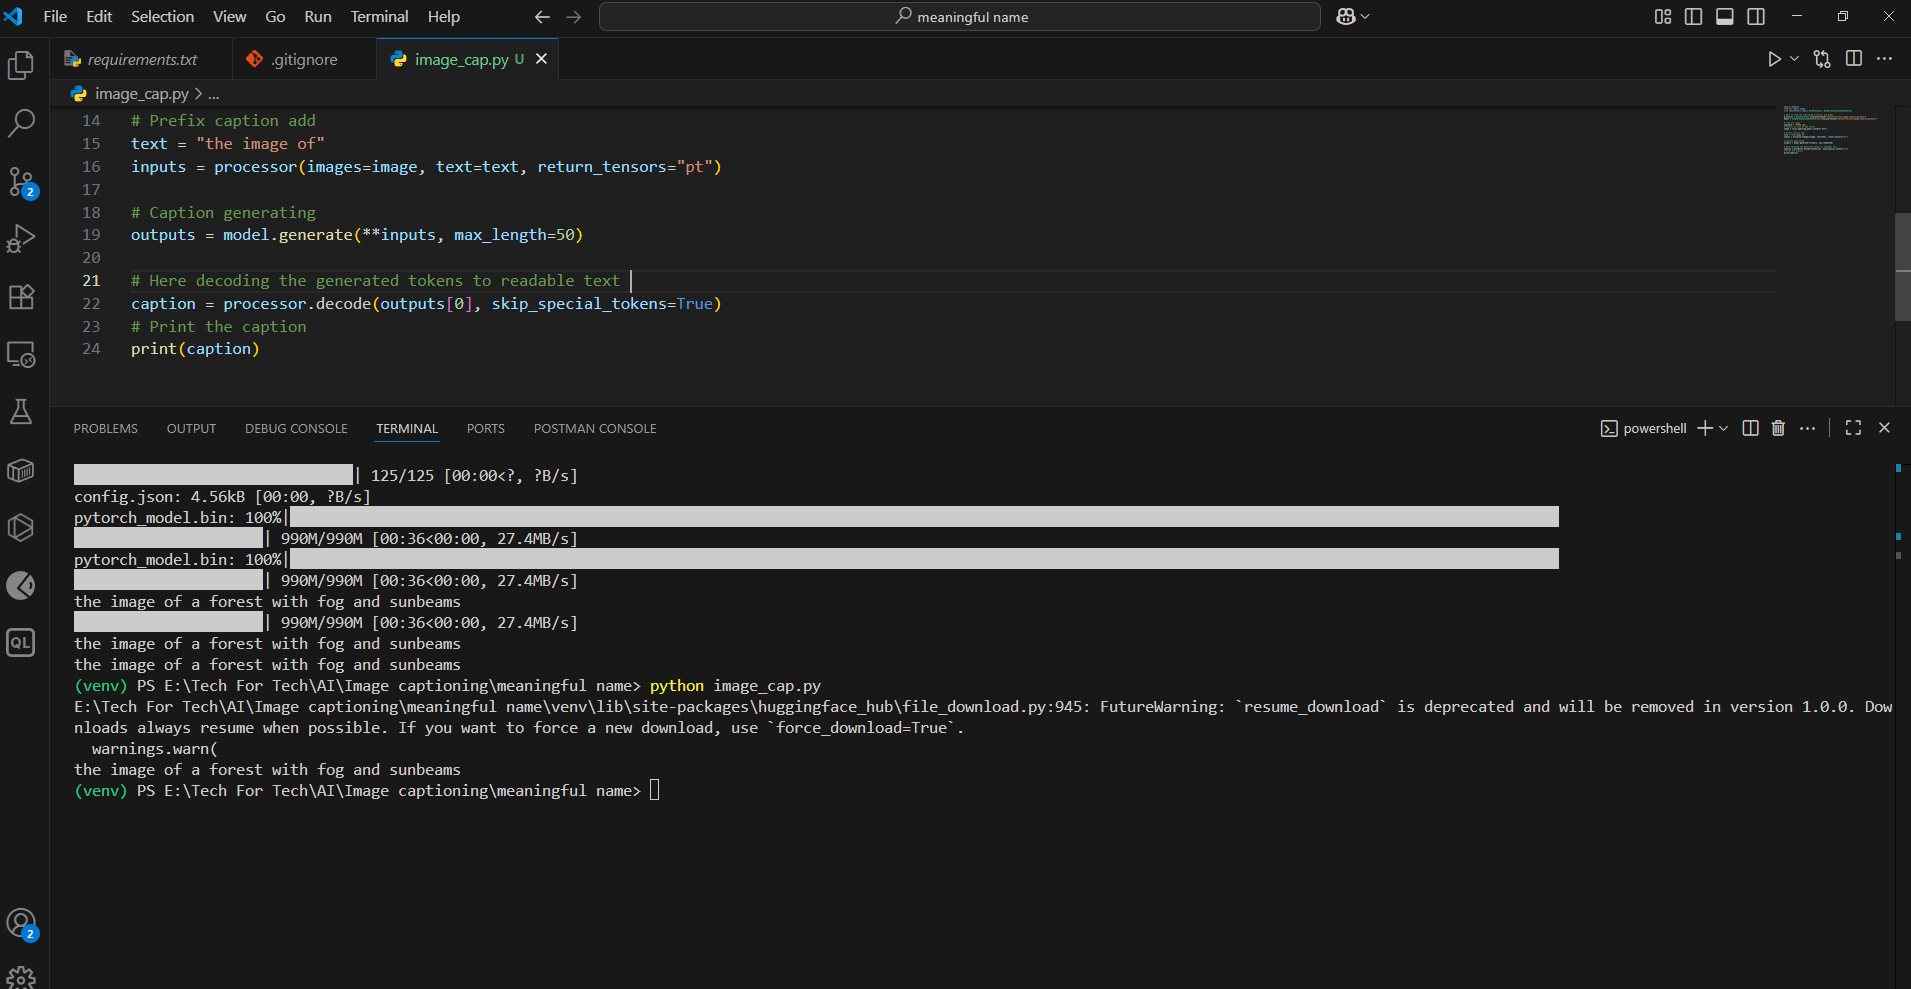 File Edit Selection View Go Run Terminal Help meaningful name
requirements.txt .gitignore image_cap.py U
image_cap.py > ...
14 # Prefix caption add
15 text = "the image of"
16 inputs = processor(images=image, text=text, return_tensors="pt")
17
18 # Caption generating
19 outputs = model.generate(**inputs, max_length=50)
20
21 # Here decoding the generated tokens to readable text
22 caption = processor.decode(outputs[0], skip_special_tokens=True)
23 # Print the caption
24 print(caption)
PROBLEMS OUTPUT DEBUG CONSOLE TERMINAL PORTS POSTMAN CONSOLE powershell
| 125/125 [00:00<?, ?B/s]
config.json: 4.56kB [00:00, ?B/s]
pytorch_model.bin: 100%|
| 990M/990M [00:36<00:00, 27.4MB/s]
pytorch_model.bin: 100%|
| 990M/990M [00:36<00:00, 27.4MB/s]
the image of a forest with fog and sunbeams
| 990M/990M [00:36<00:00, 27.4MB/s]
the image of a forest with fog and sunbeams
the image of a forest with fog and sunbeams
(venv) PS E:\Tech For Tech\AI\Image captioning\meaningful name> python image_cap.py
E:\Tech For Tech\AI\Image captioning\meaningful name\venv\lib\site-packages\huggingface_hub\file_download.py:945: FutureWarning: `resume_download` is deprecated and will be removed in version 1.0.0. Dow
nloads always resume when possible. If you want to force a new download, use `force_download=True`.
warnings.warn(
the image of a forest with fog and sunbeams
(venv) PS E:\Tech For Tech\AI\Image captioning\meaningful name>
2
QL
2